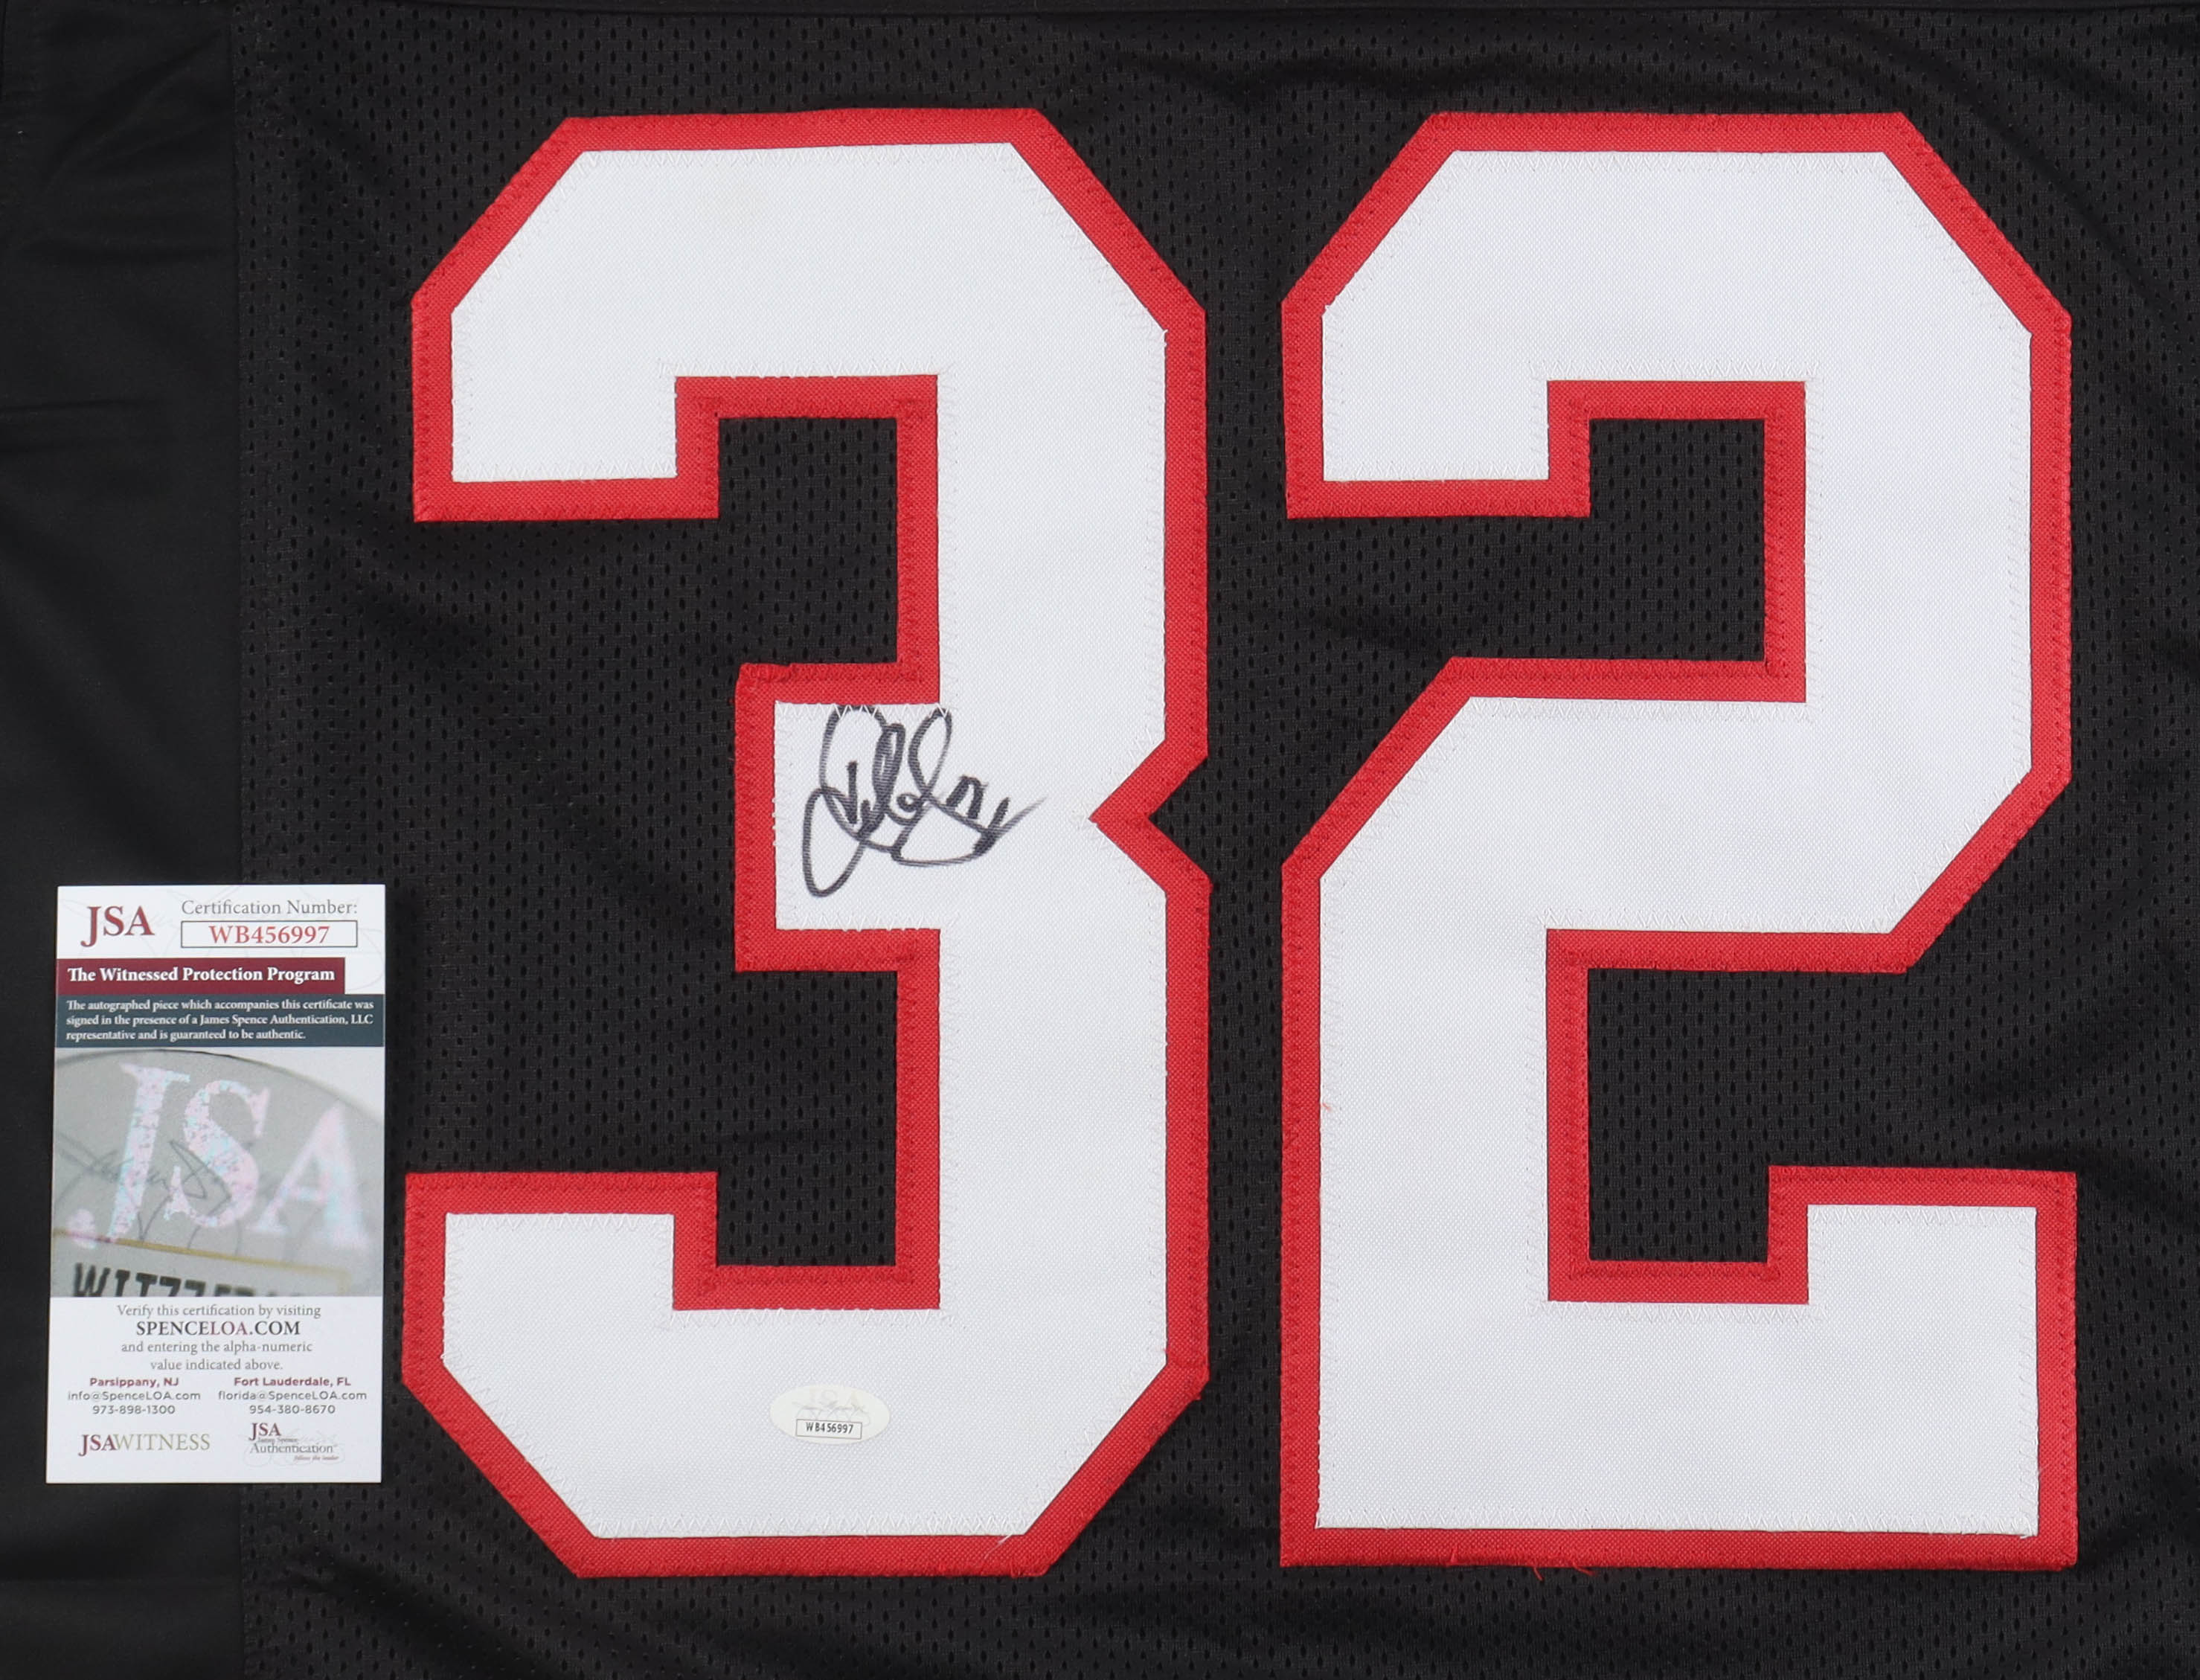 32
JSA
Certification Number:
WB456997
The Witnessed Protection Program
The autographed piece which accompanies this certificate was
signed in the presence of a James Spence Authentication, LLC
representative and is guaranteed to be authentic.
JSA
Verify this certification by visiting
SPENCELOA.COM
and entering the alpha-numeric
value indicated above.
Parsippany, NJ Fort Lauderdale, FL
info@SpenceLOA.com florida@SpenceLOA.com
973-898-1300 954-380-8670
JSAWITNESS
JSA
James Spence
Authentication
WB456997